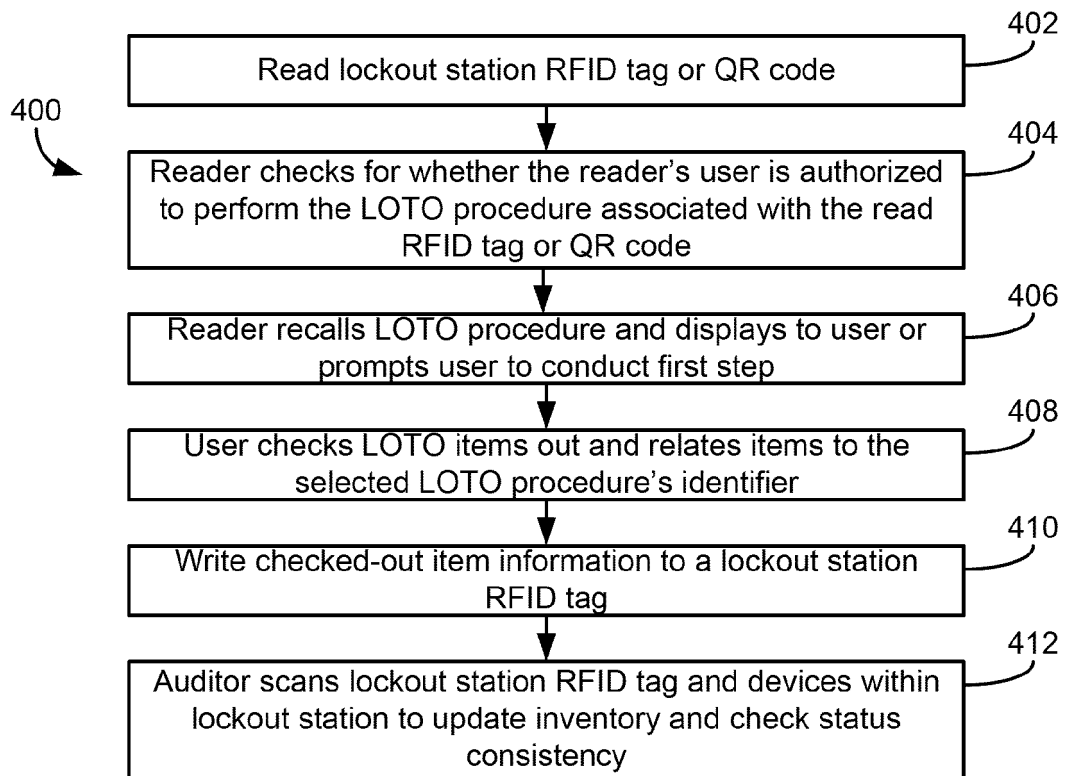 402
Read lockout station RFID tag or QR code
400
404
Reader checks for whether the reader's user is authorized
to perform the LOTO procedure associated with the read
RFID tag or QR code
406
Reader recalls LOTO procedure and displays to user or
prompts user to conduct first step
408
User checks LOTO items out and relates items to the
selected LOTO procedure's identifier
410
Write checked-out item information to a lockout station
RFID tag
412
Auditor scans lockout station RFID tag and devices within
lockout station to update inventory and check status
consistency